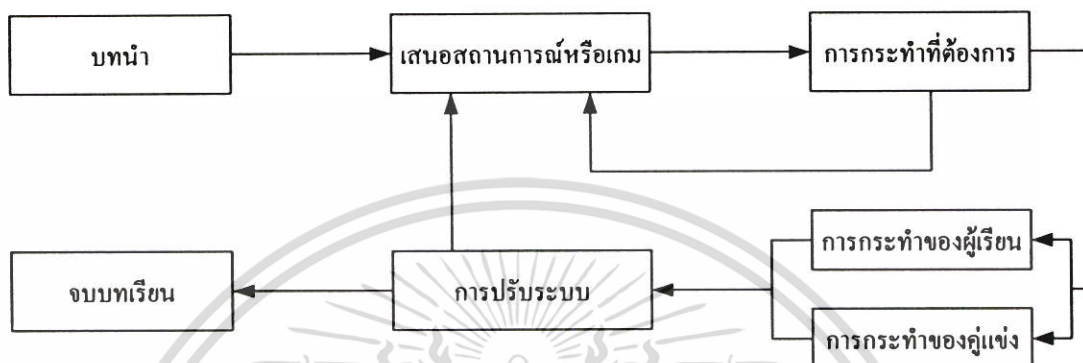 บทนำ
เสนอสถานการณ์หรือเกม
การกระทำที่ต้องการ
การกระทำของผู้เรียน
จบบทเรียน
การปรับระบบ
การกระทำของคู่แข่ง